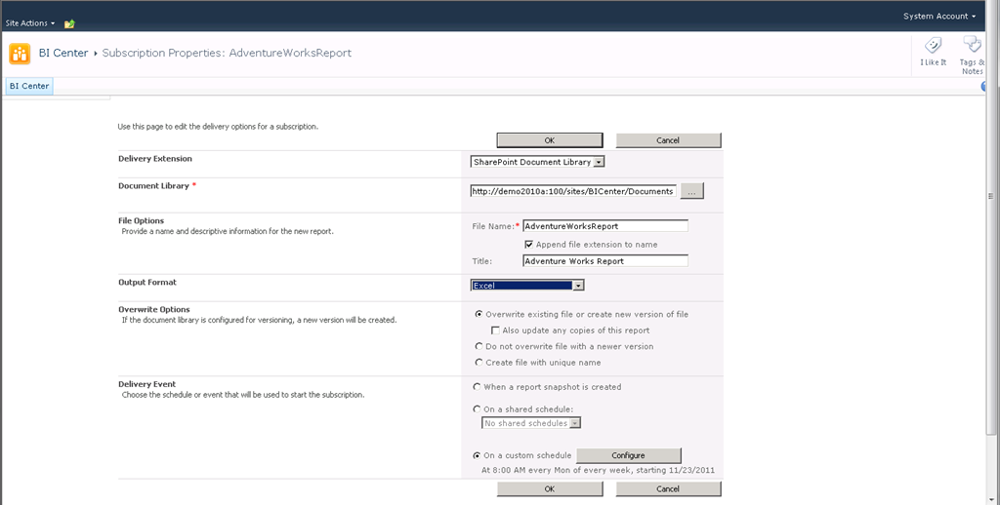 Site Actions
System Account
BI Center ▸ Subscription Properties: AdventureWorksReport
I Like It
Tags & Notes
BI Center
Use this page to edit the delivery options for a subscription.
OK Cancel
Delivery Extension
SharePoint Document Library
Document Library *
http://demo2010a:100/sites/BICenter/Documents ...
File Options
Provide a name and descriptive information for the new report.
File Name:* AdventureWorksReport
Append file extension to name
Title: Adventure Works Report
Output Format
Excel
Overwrite Options
If the document library is configured for versioning, a new version will be created.
Overwrite existing file or create new version of file
Also update any copies of this report
Do not overwrite file with a newer version
Create file with unique name
Delivery Event
Choose the schedule or event that will be used to start the subscription.
When a report snapshot is created
On a shared schedule:
No shared schedules
On a custom schedule Configure
At 8:00 AM every Mon of every week, starting 11/23/2011
OK Cancel